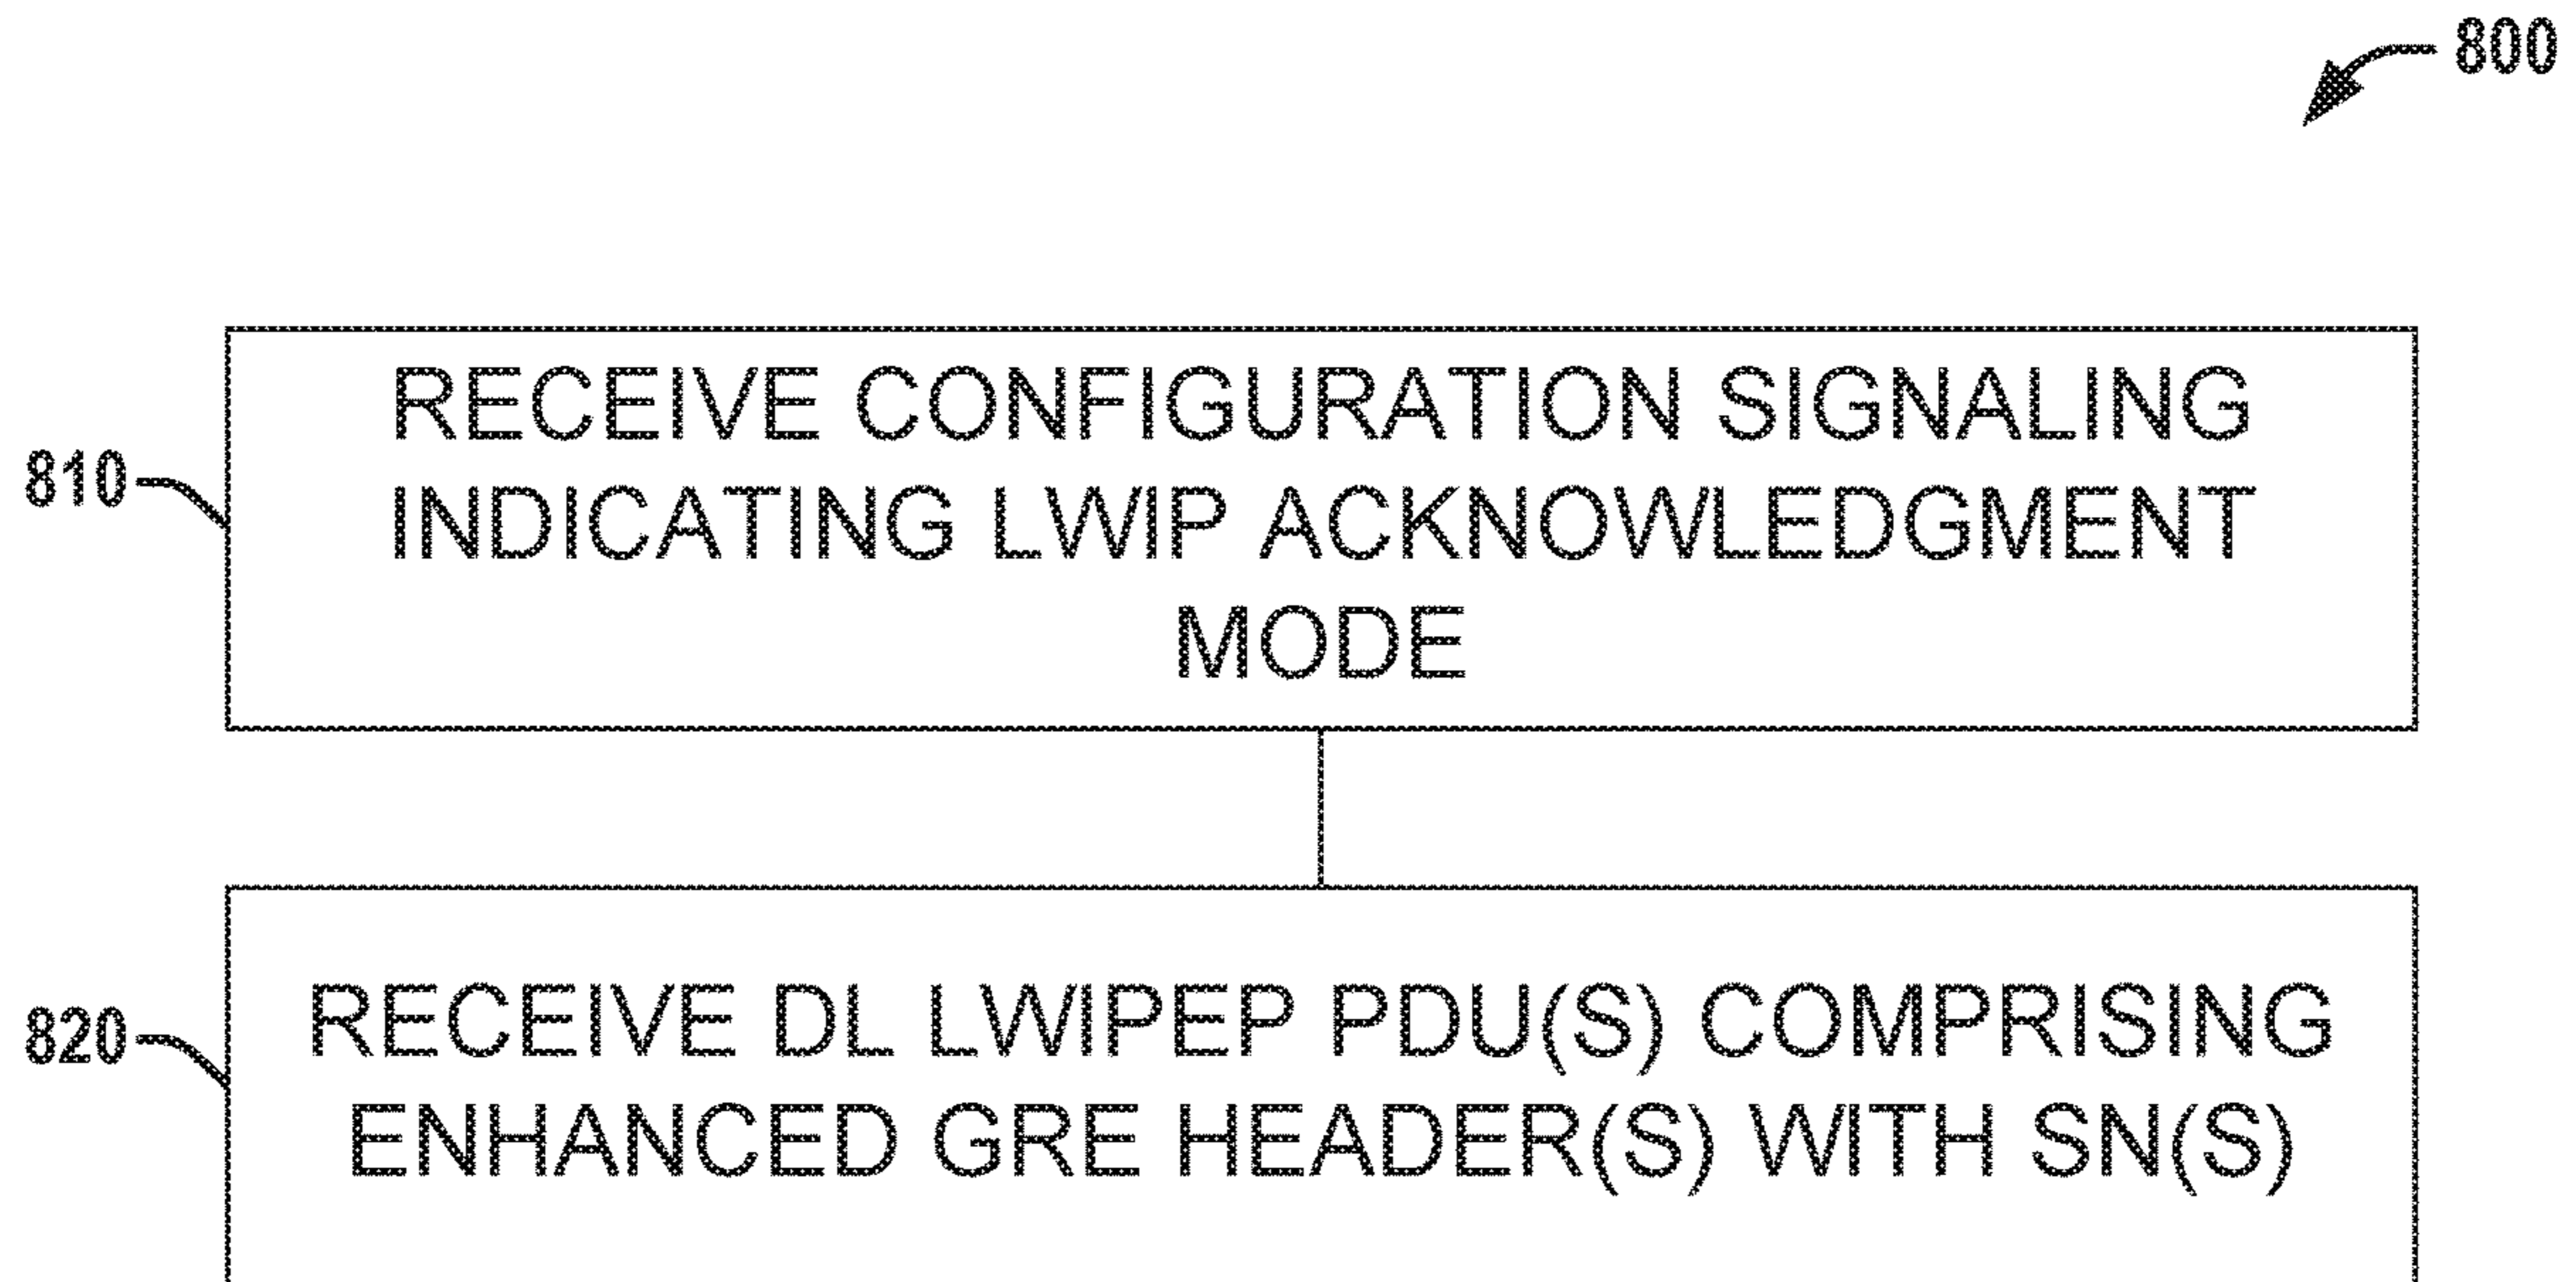 800
810
RECEIVE CONFIGURATION SIGNALING
INDICATING LWIP ACKNOWLEDGMENT
MODE
820
RECEIVE DL LWIPEP PDU(S) COMPRISING
ENHANCED GRE HEADER(S) WITH SN(S)